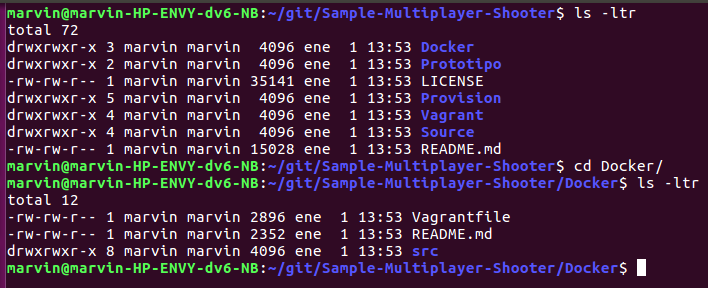 marvin@marvin-HP-ENVY-dv6-NB:~/git/Sample-Multiplayer-Shooter$ ls -ltr
total 72
drwxrwxr-x 3 marvin marvin  4096 ene  1 13:53 Docker
drwxrwxr-x 2 marvin marvin  4096 ene  1 13:53 Prototipo
-rw-rw-r-- 1 marvin marvin 35141 ene  1 13:53 LICENSE
drwxrwxr-x 5 marvin marvin  4096 ene  1 13:53 Provision
drwxrwxr-x 4 marvin marvin  4096 ene  1 13:53 Vagrant
drwxrwxr-x 4 marvin marvin  4096 ene  1 13:53 Source
-rw-rw-r-- 1 marvin marvin 15028 ene  1 13:53 README.md
marvin@marvin-HP-ENVY-dv6-NB:~/git/Sample-Multiplayer-Shooter$ cd Docker/
marvin@marvin-HP-ENVY-dv6-NB:~/git/Sample-Multiplayer-Shooter/Docker$ ls -ltr
total 12
-rw-rw-r-- 1 marvin marvin 2896 ene  1 13:53 Vagrantfile
-rw-rw-r-- 1 marvin marvin 2352 ene  1 13:53 README.md
drwxrwxr-x 8 marvin marvin 4096 ene  1 13:53 src
marvin@marvin-HP-ENVY-dv6-NB:~/git/Sample-Multiplayer-Shooter/Docker$